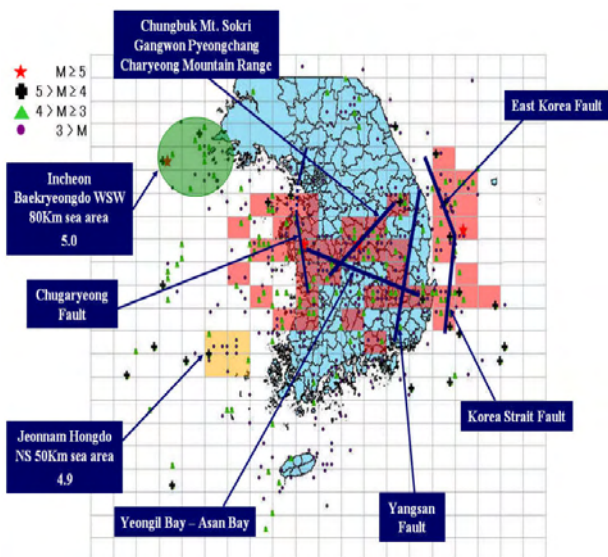 Chungbuk Mt. Sokri
Gangwon Pyeongchang
Charyeong Mountain Range
M ≥ 5
5 > M ≥ 4
4 > M ≥ 3
3 > M
East Korea Fault
Incheon
Baekryeongdo WSW
80Km sea area
5.0
Chugaryeong
Fault
Jeonnam Hongdo
NS 50Km sea area
4.9
Korea Strait Fault
Yeongil Bay – Asan Bay
Yangsan
Fault